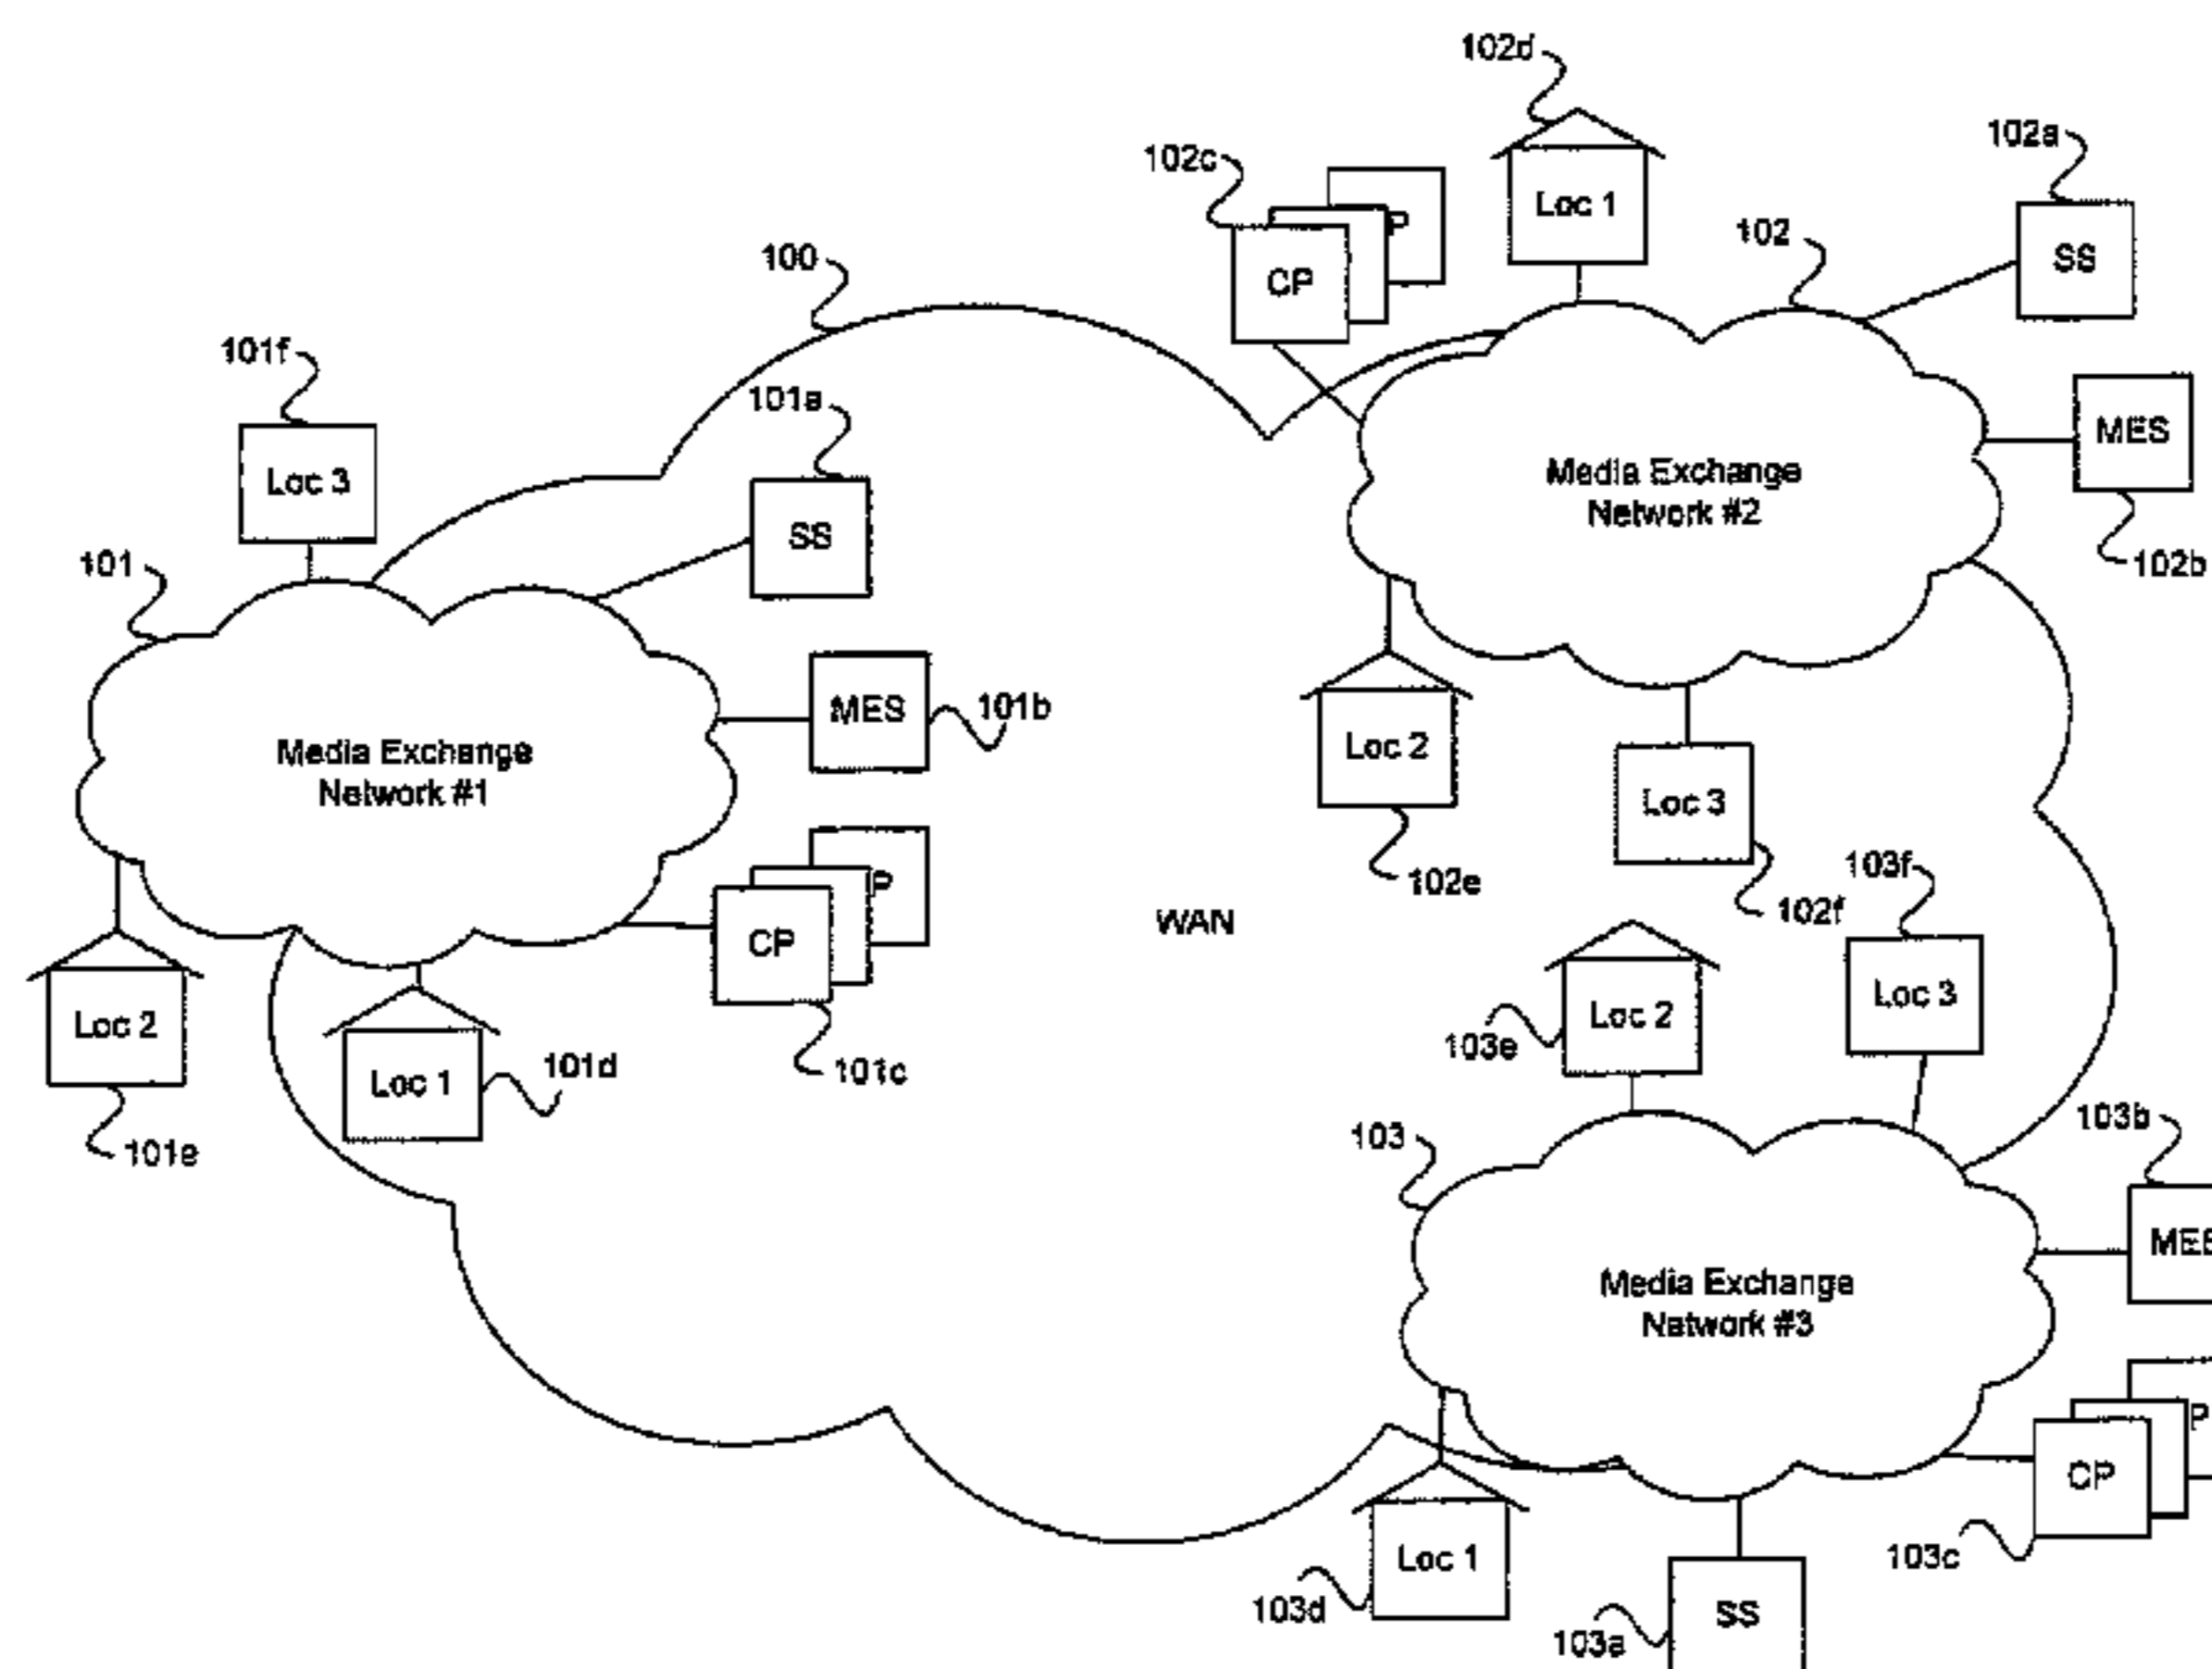 102d
102a
102c
P
Loc 1
102
SS
CP
100
101f
101a
MES
Loc 3
Media Exchange
Network #2
SS
101
102b
MES
101b
Loc 2
Media Exchange
Network #1
Loc 3
P
103f
102e
102f
WAN
CP
Loc 3
Loc 2
Loc 2
103e
101d
101c
Loc 1
103b
103
101e
MES
Media Exchange
Network #3
P
CP
Loc 1
103c
103d
SS
103a